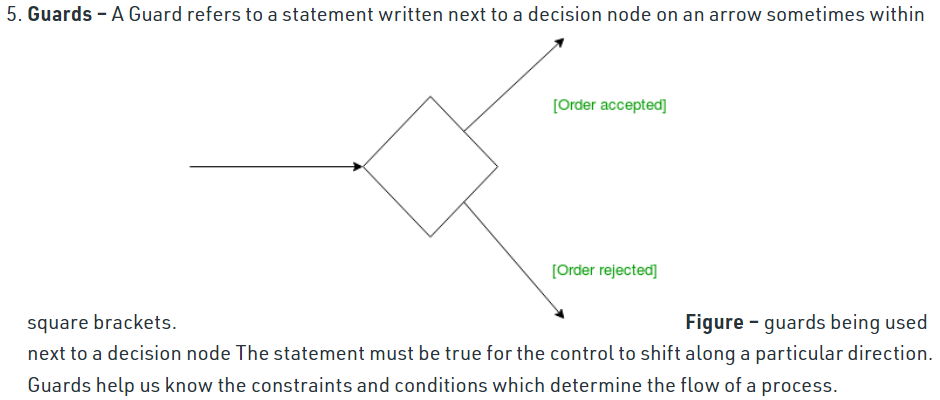 5. Guards – A Guard refers to a statement written next to a decision node on an arrow sometimes within
[Order accepted]
[Order rejected]
square brackets. Figure – guards being used
next to a decision node The statement must be true for the control to shift along a particular direction.
Guards help us know the constraints and conditions which determine the flow of a process.